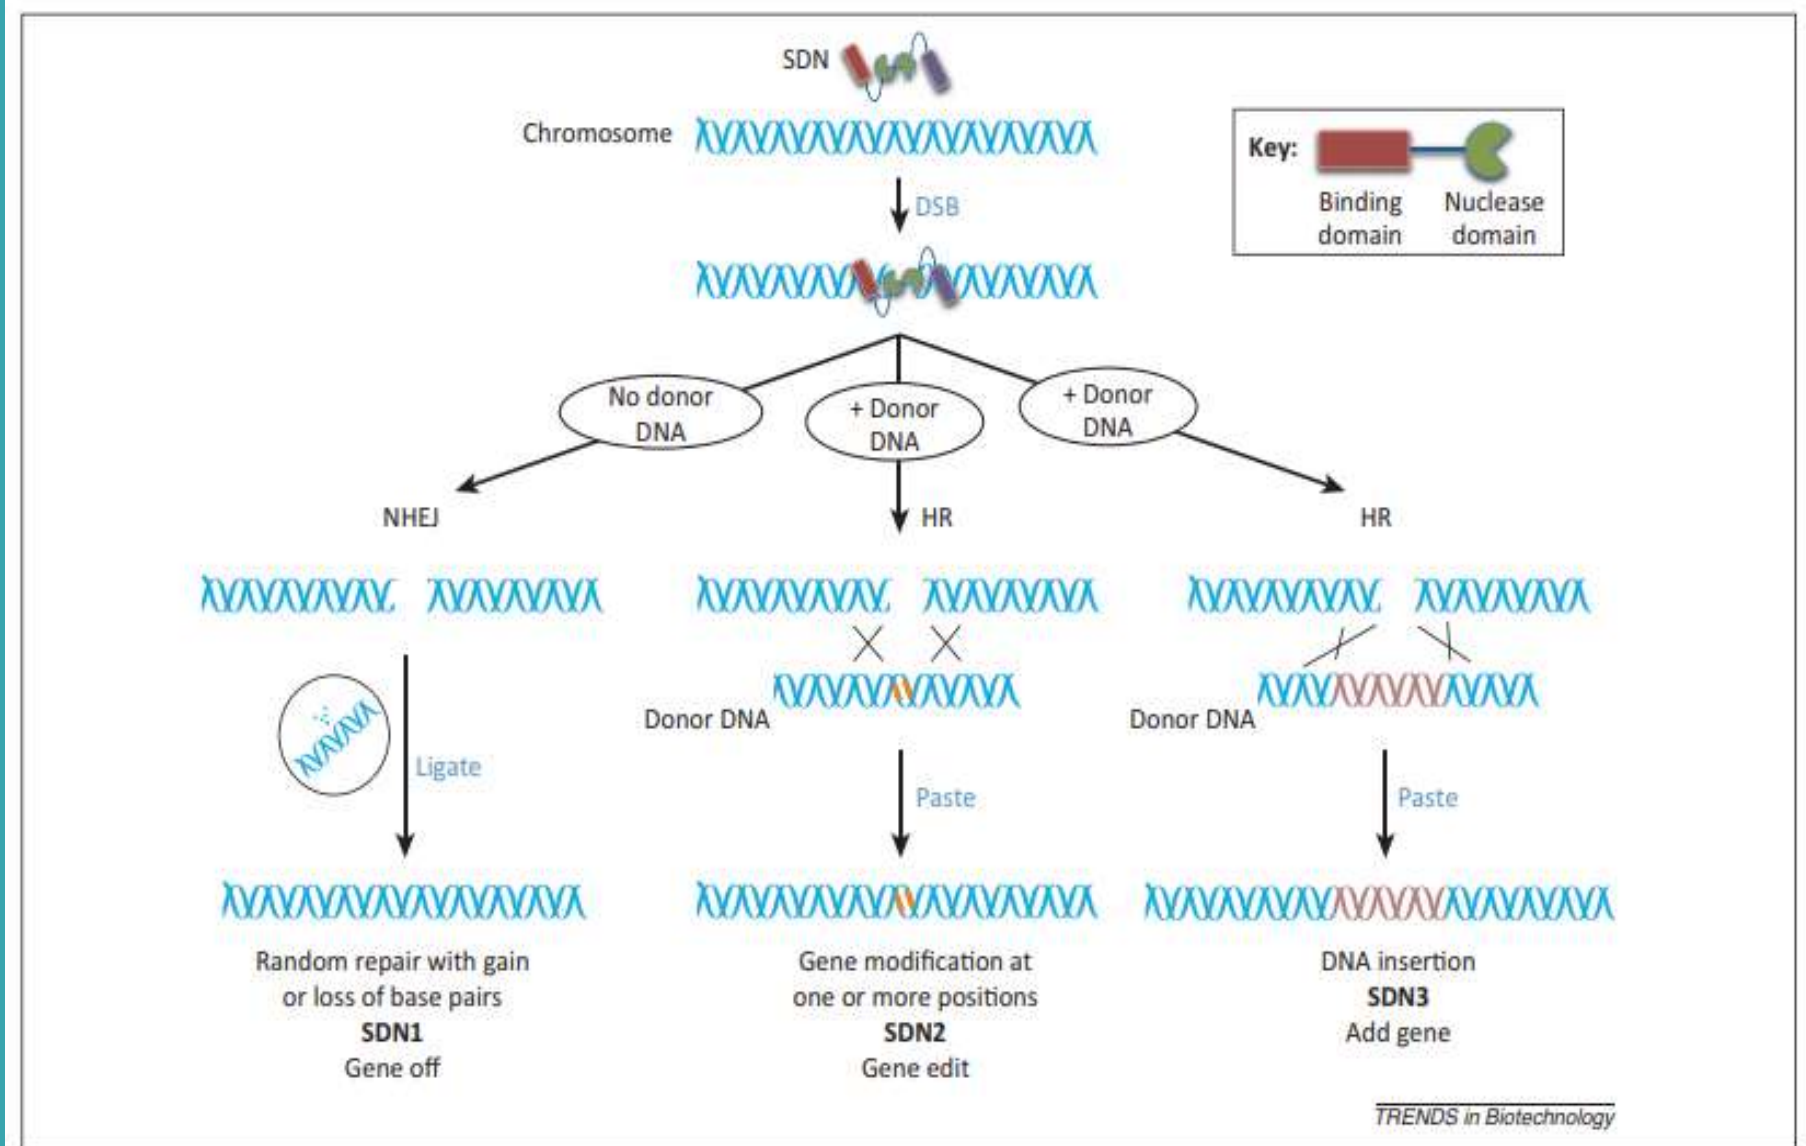 SDN
Chromosome
Key:
Binding
domain
Nuclease
domain
DSB
No donor
DNA
+ Donor
DNA
+ Donor
DNA
NHEJ
HR
HR
Donor DNA
Donor DNA
Ligate
Paste
Paste
Random repair with gain
or loss of base pairs
SDN1
Gene off
Gene modification at
one or more positions
SDN2
Gene edit
DNA insertion
SDN3
Add gene
TRENDS in Biotechnology